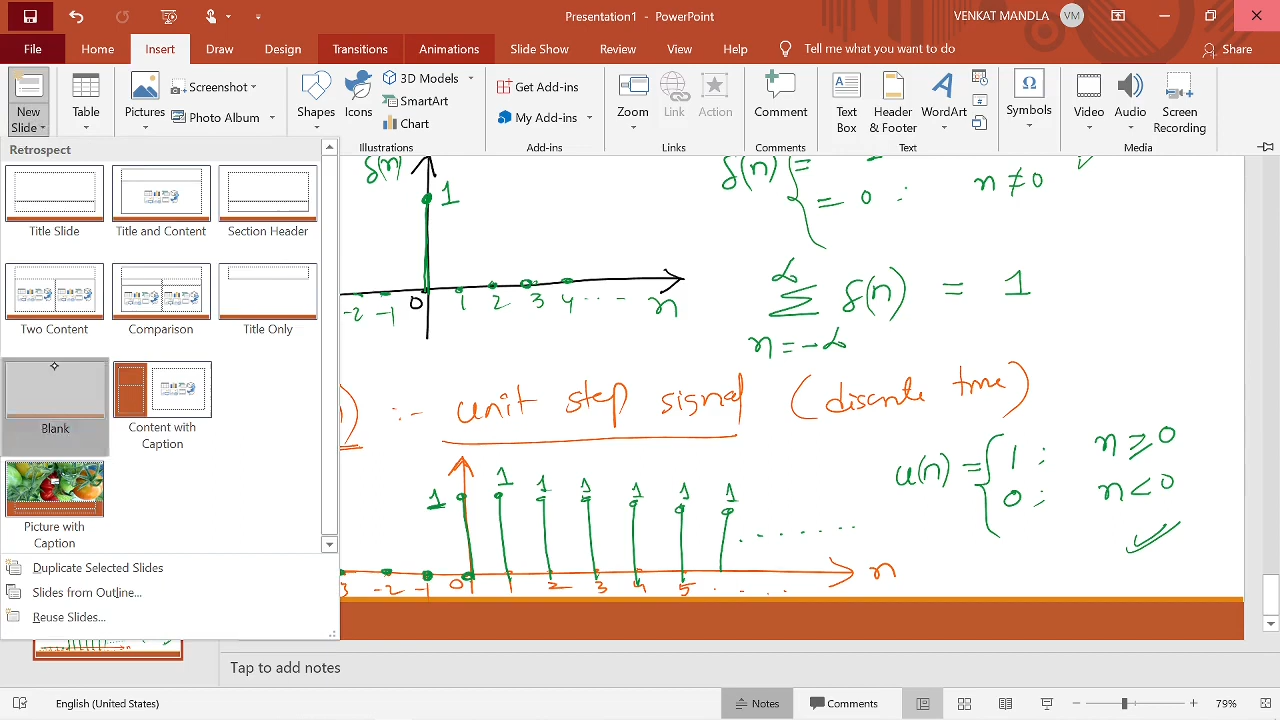 Presentation1 - PowerPoint
VENKAT MANDLA
VM
File
Home
Insert
Draw
Design
Transitions
Animations
Slide Show
Review
View
Help
Tell me what you want to do
Share
New Slide
Table
Pictures
Screenshot
Photo Album
Shapes
Icons
3D Models
SmartArt
Chart
Illustrations
Get Add-ins
My Add-ins
Add-ins
Zoom
Link
Action
Links
Comment
Comments
Text Box
Header & Footer
WordArt
Text
Symbols
Video
Audio
Screen Recording
Media
Retrospect
Title Slide
Title and Content
Section Header
Two Content
Comparison
Title Only
Blank
Content with Caption
Picture with Caption
Duplicate Selected Slides
Slides from Outline...
Reuse Slides...
δ(n)
1
-2 -1 0 1 2 3 4 .... n
δ(n) =
= 0 ; n ≠ 0
∞
∑ δ(n) = 1
n = -∞
) :- unit step signal (discrete time)
1 1 1 1 1 1 1 ........
3 -2 -1 0 1 2 3 4 5 ..... n
u(n) = { 1 ; n ≥ 0
0 ; n < 0
Tap to add notes
English (United States)
Notes
Comments
79%